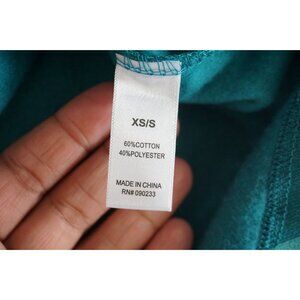 XS/S
60%COTTON
40%POLYESTER
MADE IN CHINA
RN# 090233